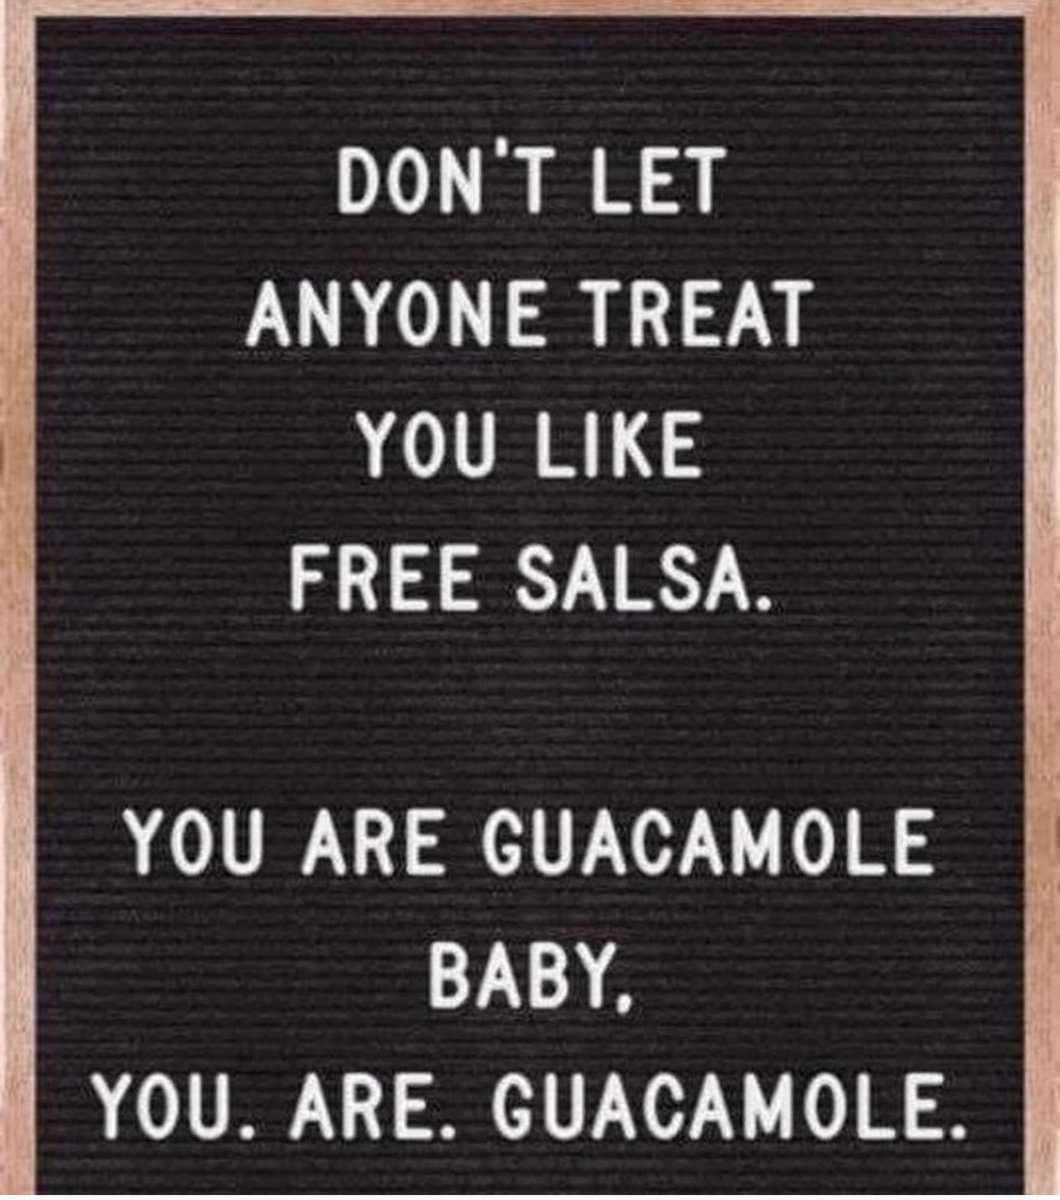 DON'T LET
ANYONE TREAT
YOU LIKE
FREE SALSA.
YOU ARE GUACAMOLE
BABY,
YOU. ARE. GUACAMOLE.